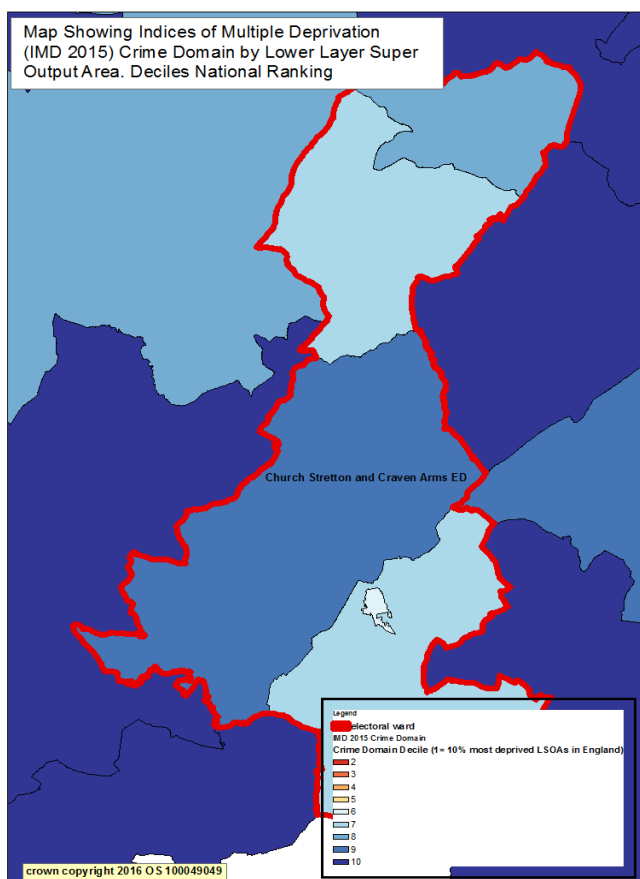 Map Showing Indices of Multiple Deprivation
(IMD 2015) Crime Domain by Lower Layer Super
Output Area. Deciles National Ranking
Church Stretton and Craven Arms ED
Legend
electoral ward
IMD 2015 Crime Domain
Crime Domain Decile (1= 10% most deprived LSOAs in England)
2
3
4
5
6
7
8
9
10
crown copyright 2016 OS 100049049